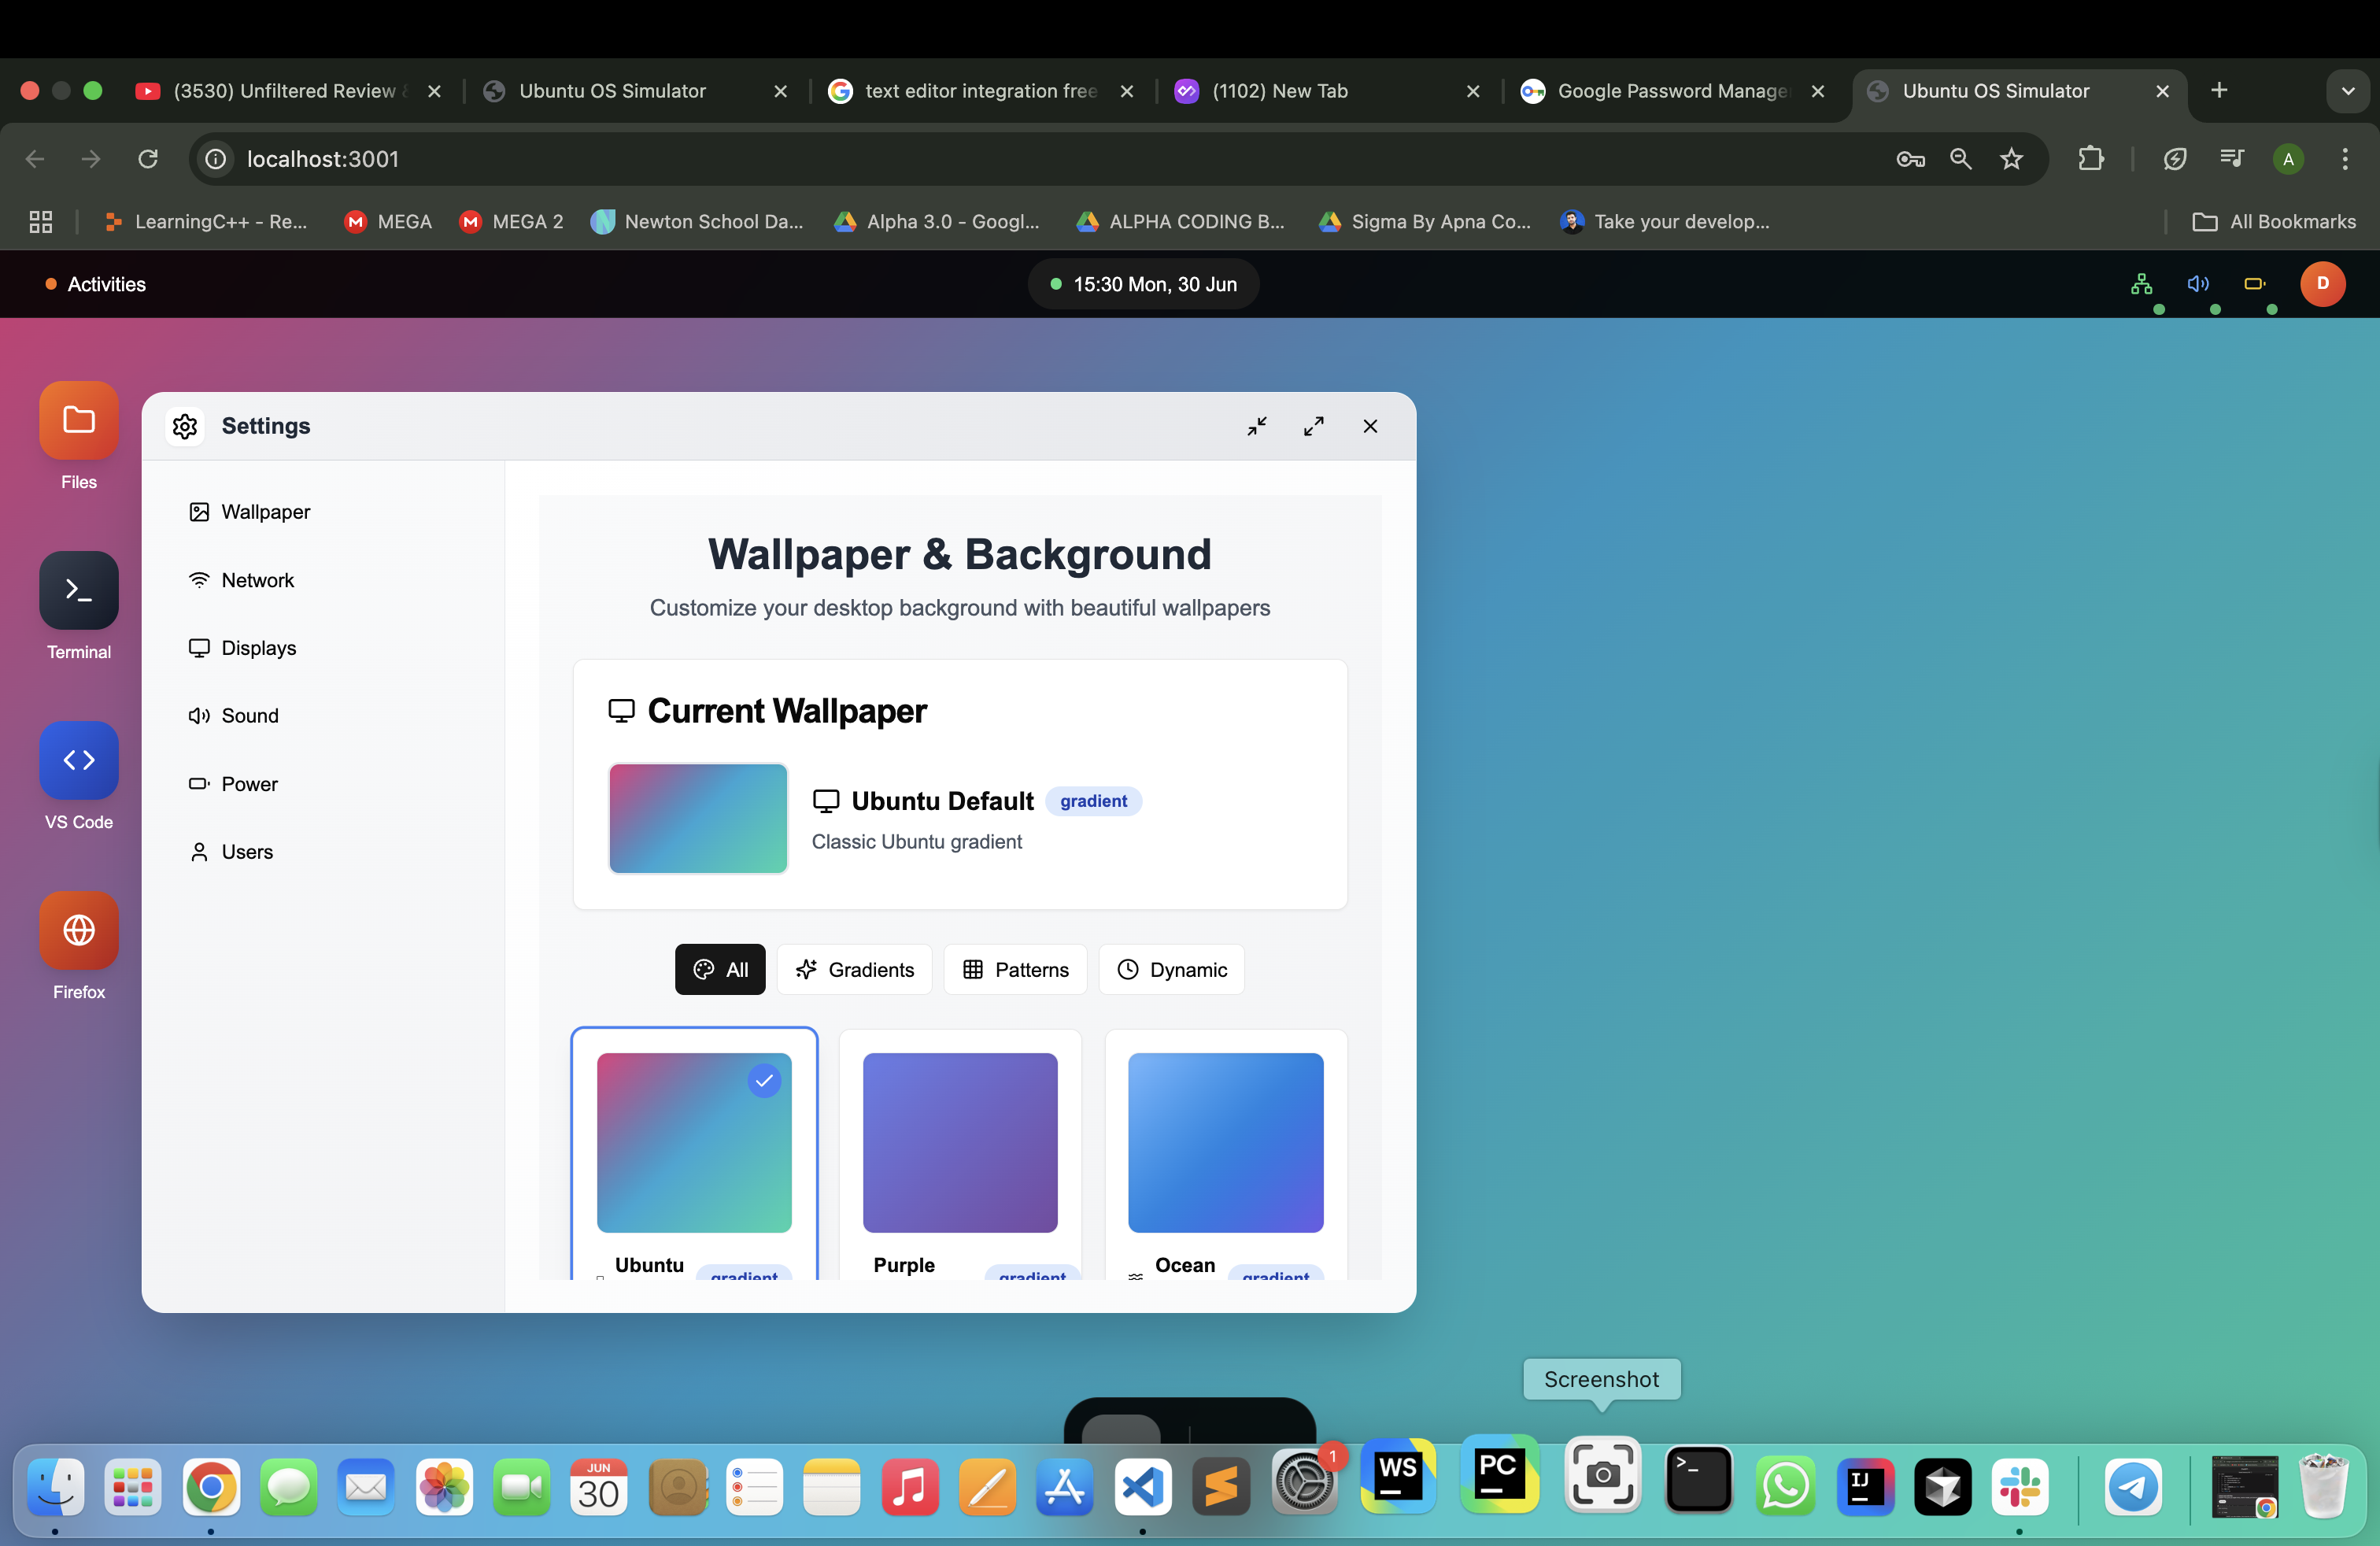 (3530) Unfiltered Review
Ubuntu OS Simulator
text editor integration free
(1102) New Tab
Google Password Manage
Ubuntu OS Simulator
localhost:3001
A
LearningC++ - Re...
MEGA
MEGA 2
Newton School Da...
Alpha 3.0 - Googl...
ALPHA CODING B...
Sigma By Apna Co...
Take your develop...
All Bookmarks
Activities
15:30 Mon, 30 Jun
D
Files
Terminal
VS Code
Firefox
Settings
Wallpaper
Network
Displays
Sound
Power
Users
Wallpaper & Background
Customize your desktop background with beautiful wallpapers
Current Wallpaper
Ubuntu Default
gradient
Classic Ubuntu gradient
All
Gradients
Patterns
Dynamic
Ubuntu
gradient
Purple
gradient
Ocean
gradient
Screenshot
JUN
30
1
WS
PC
>_
IJ